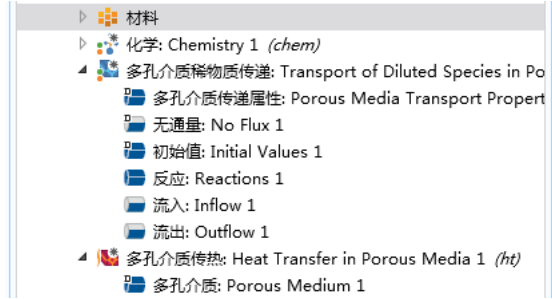 材料
化学: Chemistry 1 (chem)
多孔介质稀物质传递: Transport of Diluted Species in Po
多孔介质传递属性: Porous Media Transport Propert
无通量: No Flux 1
初始值: Initial Values 1
反应: Reactions 1
流入: Inflow 1
流出: Outflow 1
多孔介质传热: Heat Transfer in Porous Media 1 (ht)
多孔介质: Porous Medium 1